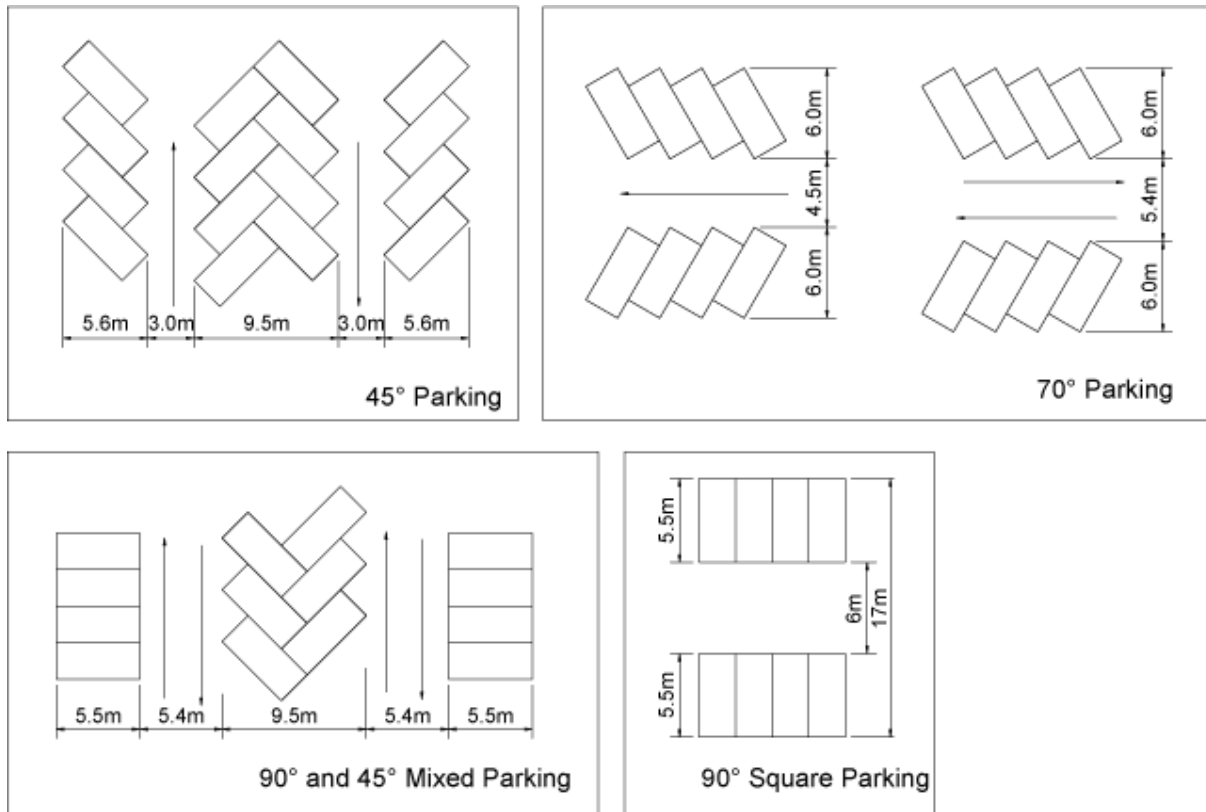 5.6m 3.0m 9.5m 3.0m 5.6m
45° Parking
6.0m
4.5m
6.0m
6.0m
5.4m
6.0m
70° Parking
5.5m 5.4m 9.5m 5.4m 5.5m
90° and 45° Mixed Parking
5.5m
6m
17m
5.5m
90° Square Parking